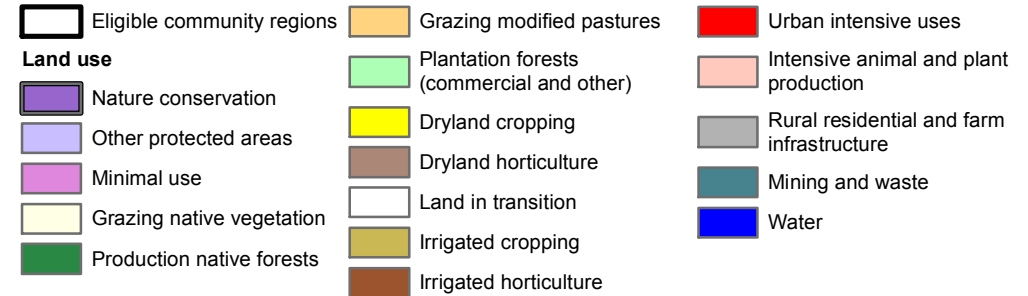 Eligible community regions
Land use
Nature conservation
Other protected areas
Minimal use
Grazing native vegetation
Production native forests
Grazing modified pastures
Plantation forests
(commercial and other)
Dryland cropping
Dryland horticulture
Land in transition
Irrigated cropping
Irrigated horticulture
Urban intensive uses
Intensive animal and plant
production
Rural residential and farm
infrastructure
Mining and waste
Water